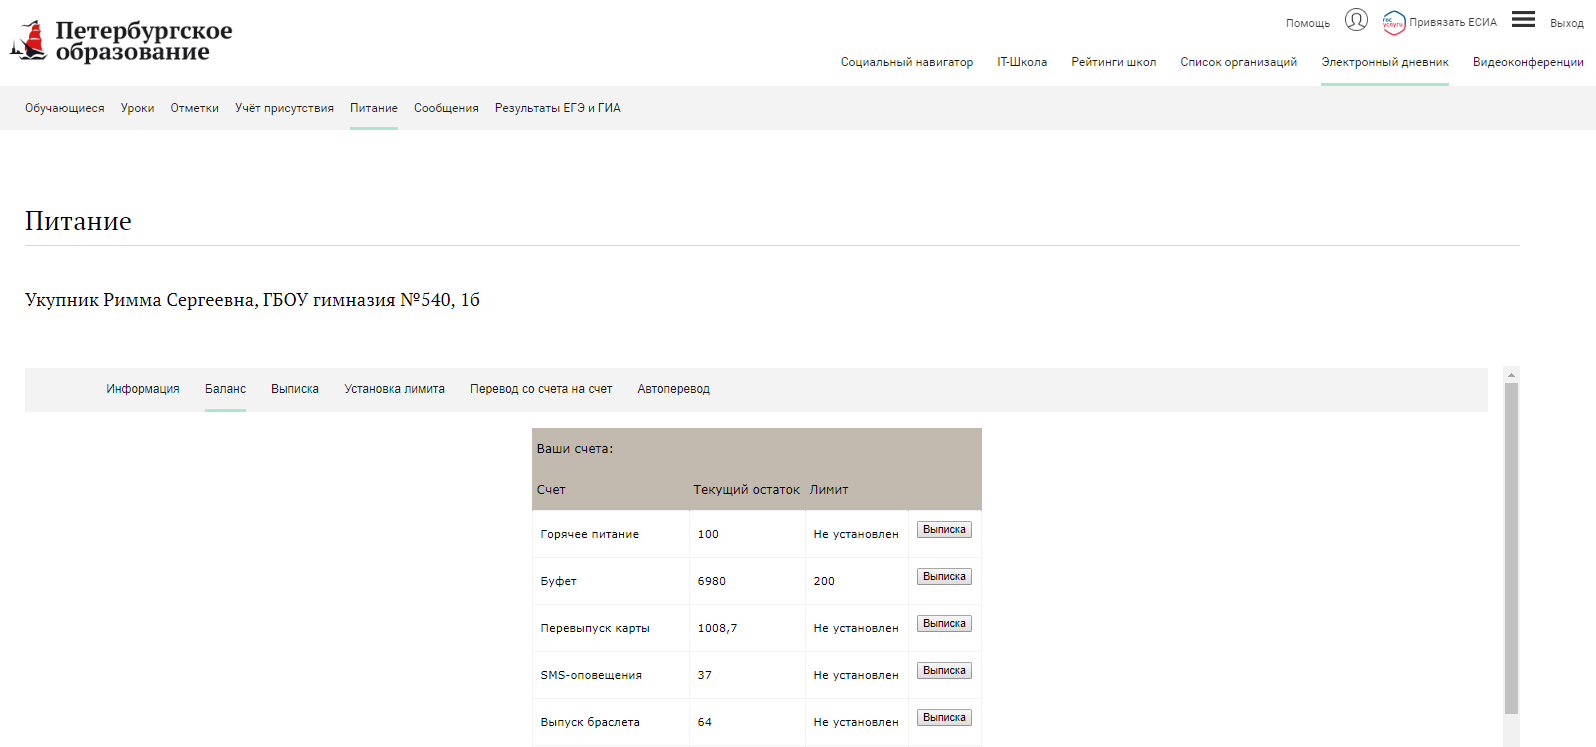 Петербургское
образование
Помощь
гос
услуги
Привязать ЕСИА
Выход
Социальный навигатор IT-Школа Рейтинги школ Список организаций Электронный дневник Видеоконференции
Обучающиеся Уроки Отметки Учёт присутствия Питание Сообщения Результаты ЕГЭ и ГИА
Питание
Укупник Римма Сергеевна, ГБОУ гимназия №540, 1б
Информация Баланс Выписка Установка лимита Перевод со счета на счет Автоперевод
Ваши счета:
Счет Текущий остаток Лимит
Горячее питание 100 Не установлен Выписка
Буфет 6980 200 Выписка
Перевыпуск карты 1008,7 Не установлен Выписка
SMS-оповещения 37 Не установлен Выписка
Выпуск браслета 64 Не установлен Выписка